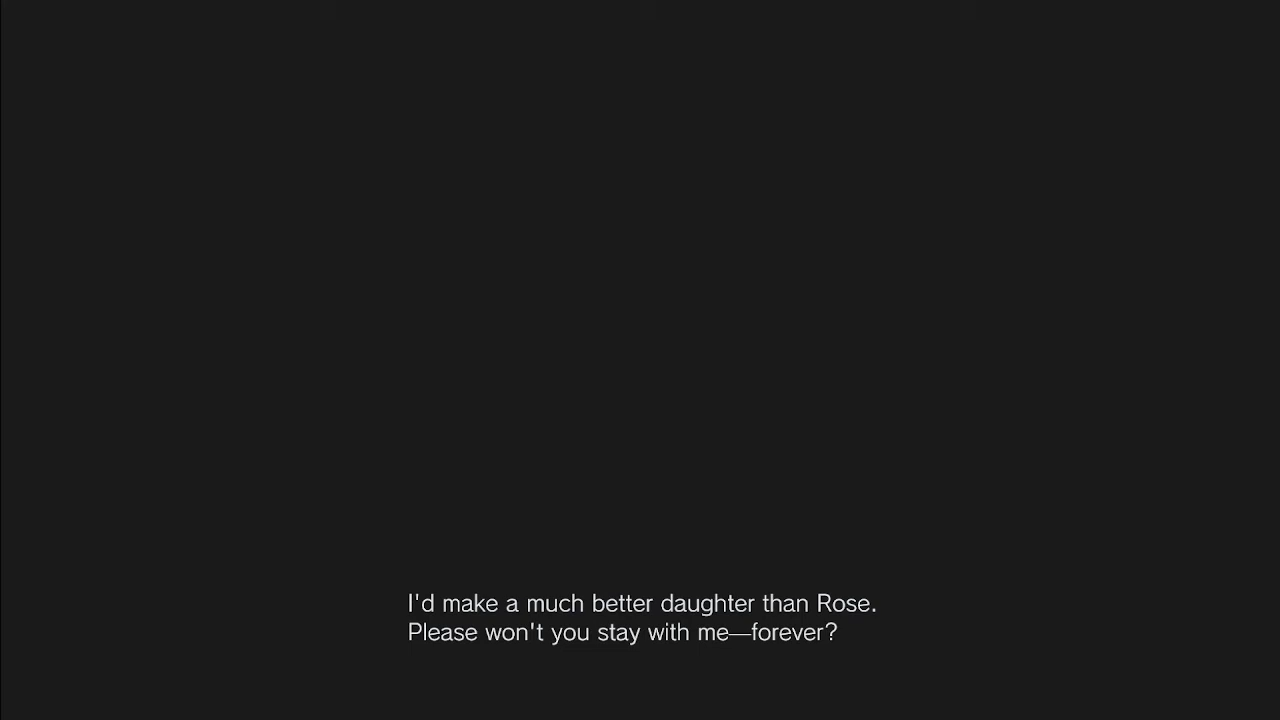 I'd make a much better daughter than Rose.
Please won't you stay with me—forever?